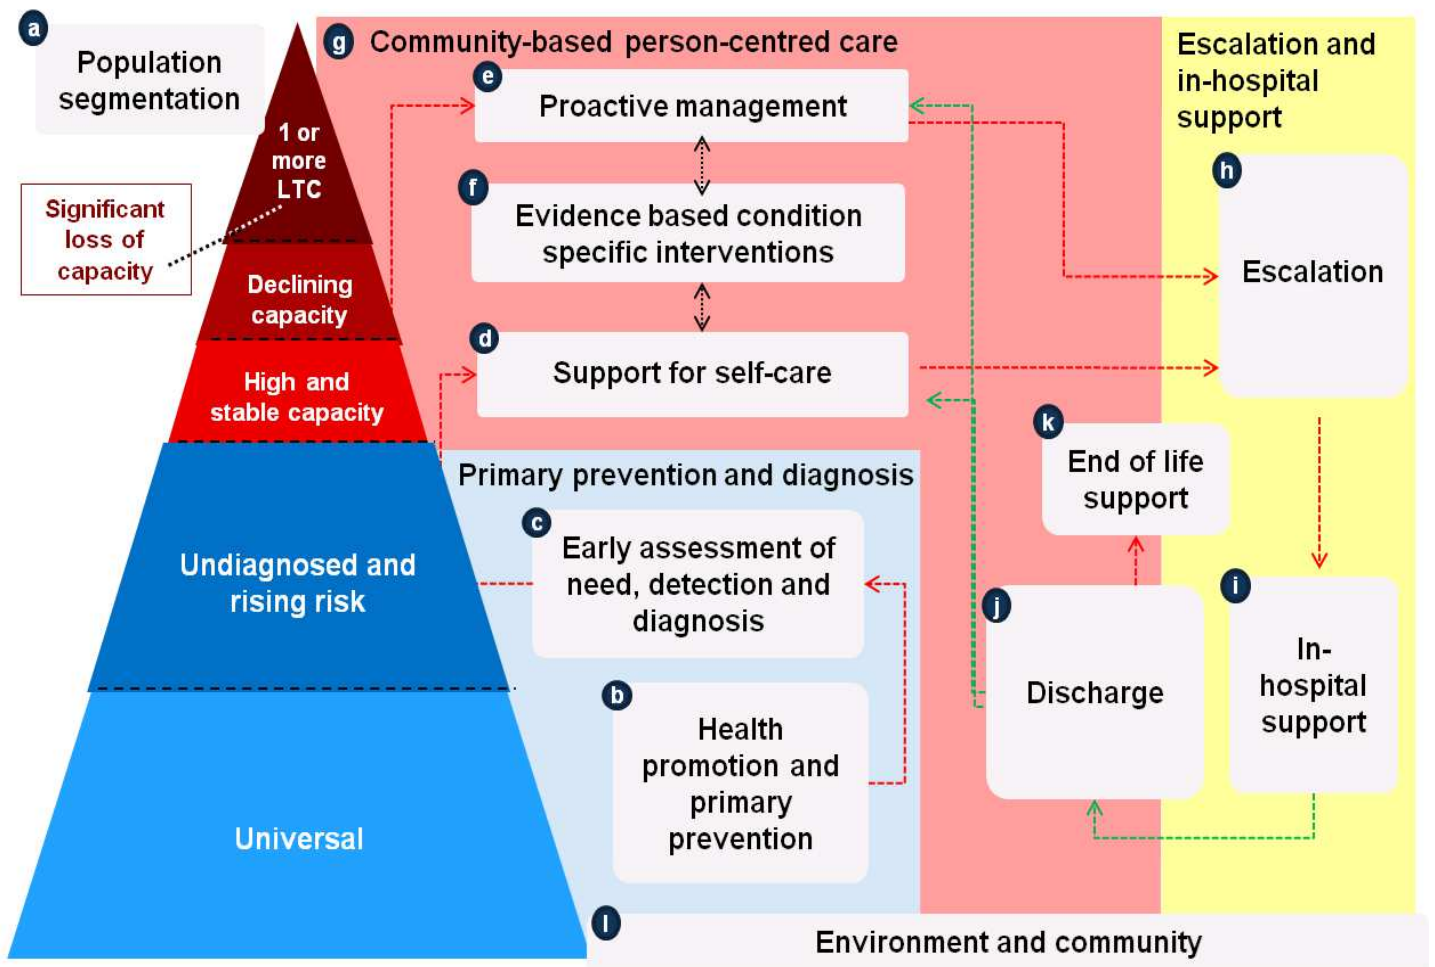 a
Population
segmentation
1 or
more
LTC
Significant
loss of
capacity
Declining
capacity
High and
stable capacity
Undiagnosed and
rising risk
Universal
g
Community-based person-centred care
e
Proactive management
f
Evidence based condition
specific interventions
d
Support for self-care
Primary prevention and diagnosis
c
Early assessment of
need, detection and
diagnosis
b
Health
promotion and
primary
prevention
Escalation and
in-hospital
support
h
Escalation
k
End of life
support
j
Discharge
i
In-
hospital
support
l
Environment and community